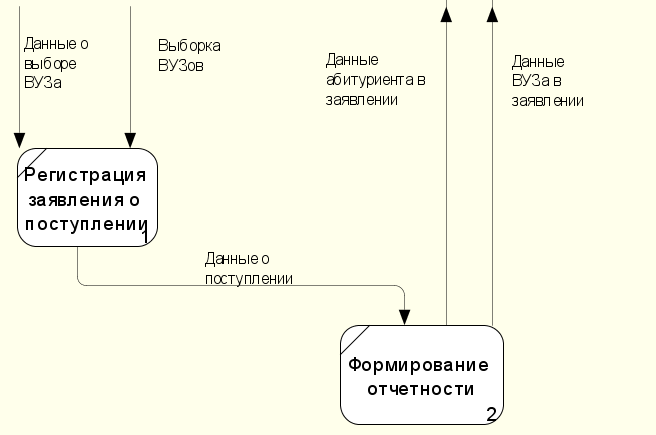 Данные о
выборе
ВУЗа
Выборка
ВУЗов
Данные
абитуриента в
заявлении
Данные
ВУЗа в
заявлении
Регистрация
заявления о
поступлении
1
Данные о
поступлении
Формирование
отчетности
2